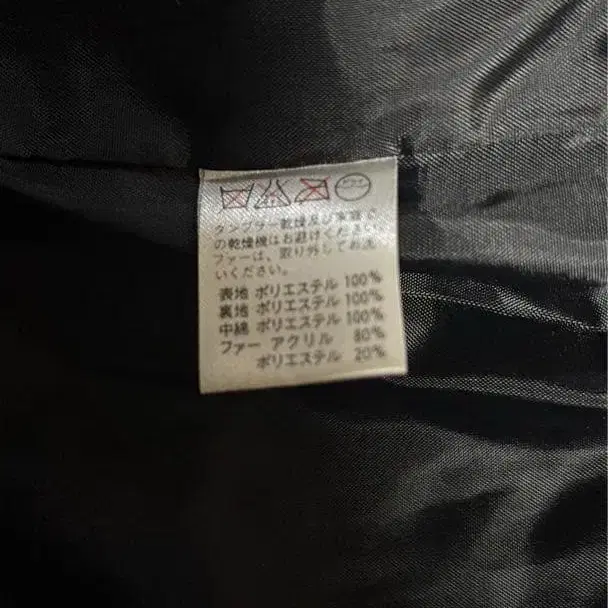 ドライ
タンブラー乾燥及び家庭で
の乾燥機はお避けください。
ファーは、取り外してお洗
いください。
表地 ポリエステル 100%
裏地 ポリエステル 100%
中綿 ポリエステル 100%
ファー アクリル 80%
ポリエステル 20%